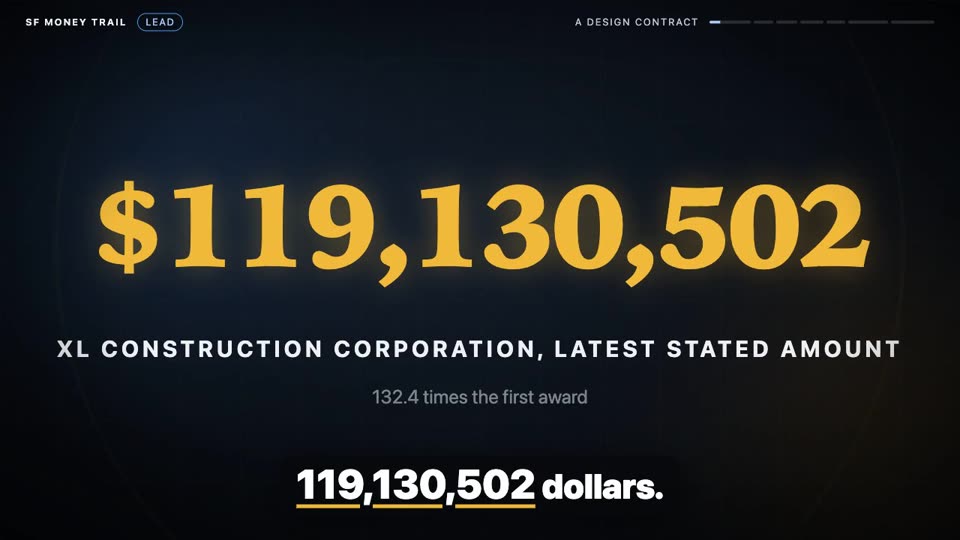 SF MONEY TRAIL LEAD
A DESIGN CONTRACT
$119,130,502
XL CONSTRUCTION CORPORATION, LATEST STATED AMOUNT
132.4 times the first award
119,130,502 dollars.